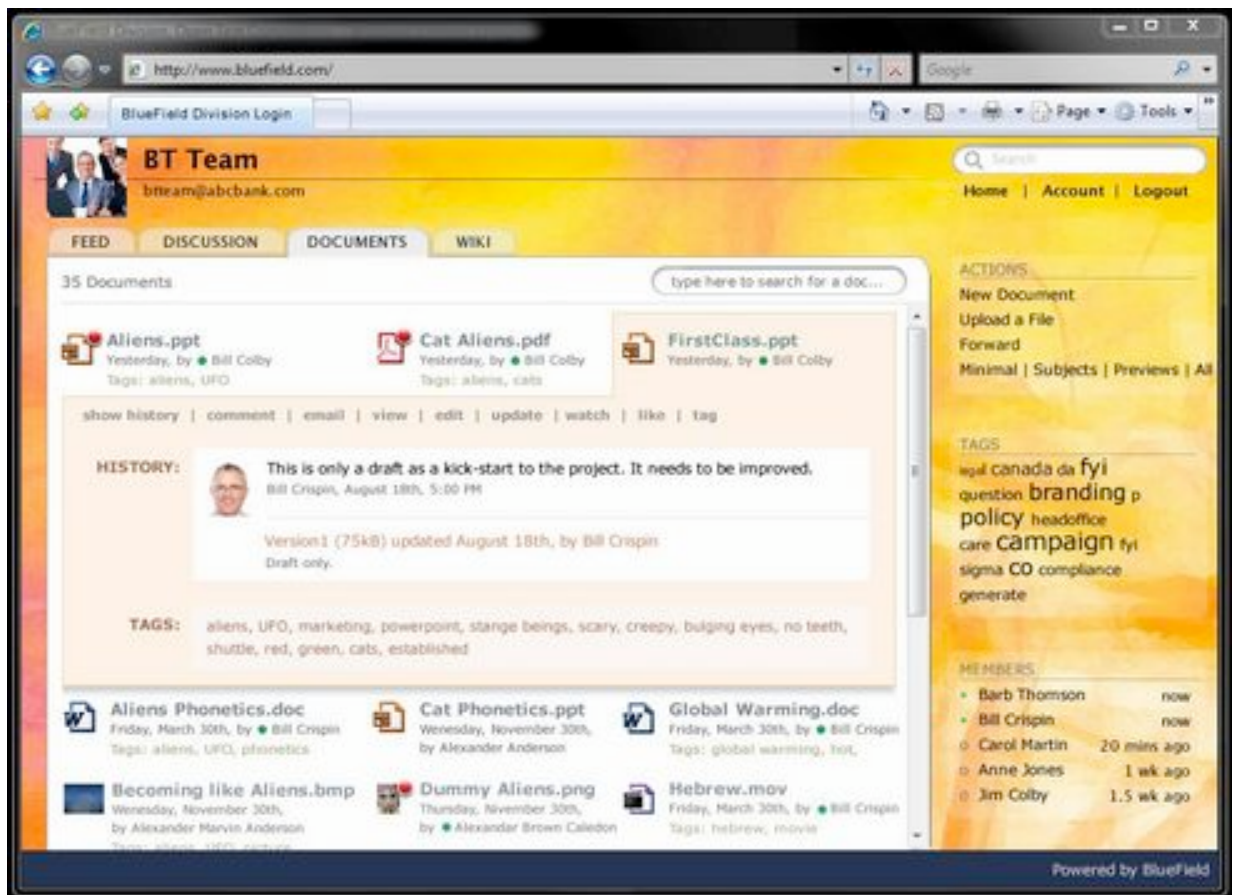 http://www.bluefield.com/
Google
BlueField Division Login
Page
Tools
BT Team
btteam@abcbank.com
Search
Home | Account | Logout
FEED
DISCUSSION
DOCUMENTS
WIKI
35 Documents
type here to search for a doc...
Aliens.ppt
Yesterday, by Bill Colby
Tags: aliens, UFO
Cat Aliens.pdf
Yesterday, by Bill Colby
Tags: aliens, cats
FirstClass.ppt
Yesterday, by Bill Colby
show history | comment | email | view | edit | update | watch | like | tag
HISTORY:
This is only a draft as a kick-start to the project. It needs to be improved.
Bill Crispin, August 18th, 5:00 PM
Version1 (75kB) updated August 18th, by Bill Crispin
Draft only.
TAGS:
aliens, UFO, marketing, powerpoint, stange beings, scary, creepy, bulging eyes, no teeth,
shuttle, red, green, cats, established
Aliens Phonetics.doc
Friday, March 30th, by Bill Crispin
Tags: aliens, UFO, phonetics
Cat Phonetics.ppt
Wenesday, November 30th,
by Alexander Anderson
Global Warming.doc
Friday, March 30th, by Bill Crispin
Tags: global warming, hot,
Becoming like Aliens.bmp
Wenesday, November 30th,
by Alexander Marvin Anderson
Tags: aliens, UFO, picture
Dummy Aliens.png
Thursday, Nivember 30th,
by Alexandar Brown Caledon
Hebrew.mov
Friday, March 30th, by Bill Crispin
Tags: hebrew, movie
ACTIONS
New Document
Upload a File
Forward
Minimal | Subjects | Previews | All
TAGS
legal canada da fyi
question branding p
policy headoffice
care campaign fyi
sigma CO compliance
generate
MEMBERS
Barb Thomson now
Bill Crispin now
Carol Martin 20 mins ago
Anne Jones 1 wk ago
Jim Colby 1.5 wk ago
Powered by BlueField